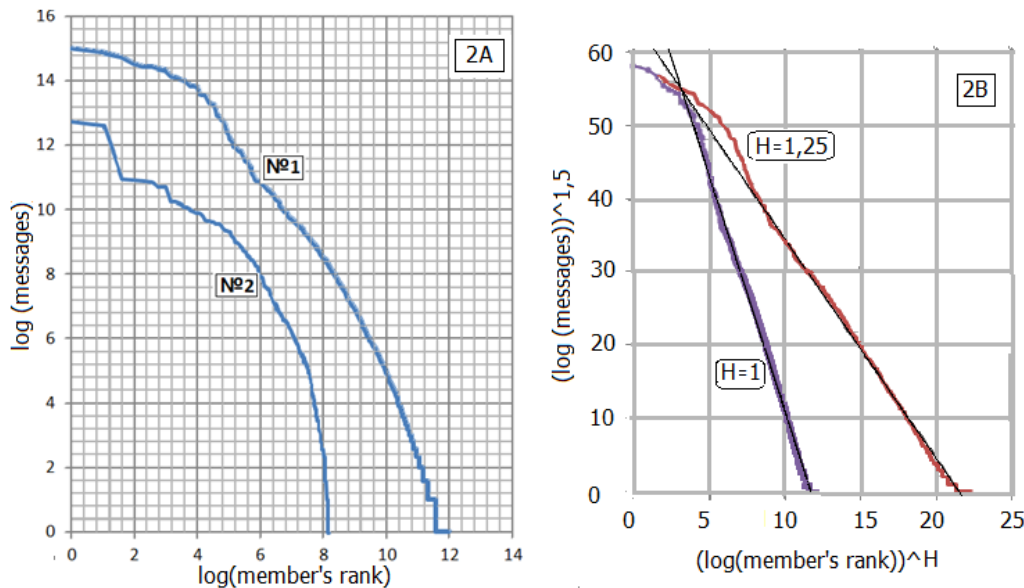 16
14
12
10
8
6
4
2
0
0 2 4 6 8 10 12 14
log (messages)
log(member's rank)
2A
№1
№2
60
50
40
30
20
10
0
0 5 10 15 20 25
(log (messages))^1,5
(log(member's rank))^H
2B
H=1,25
H=1